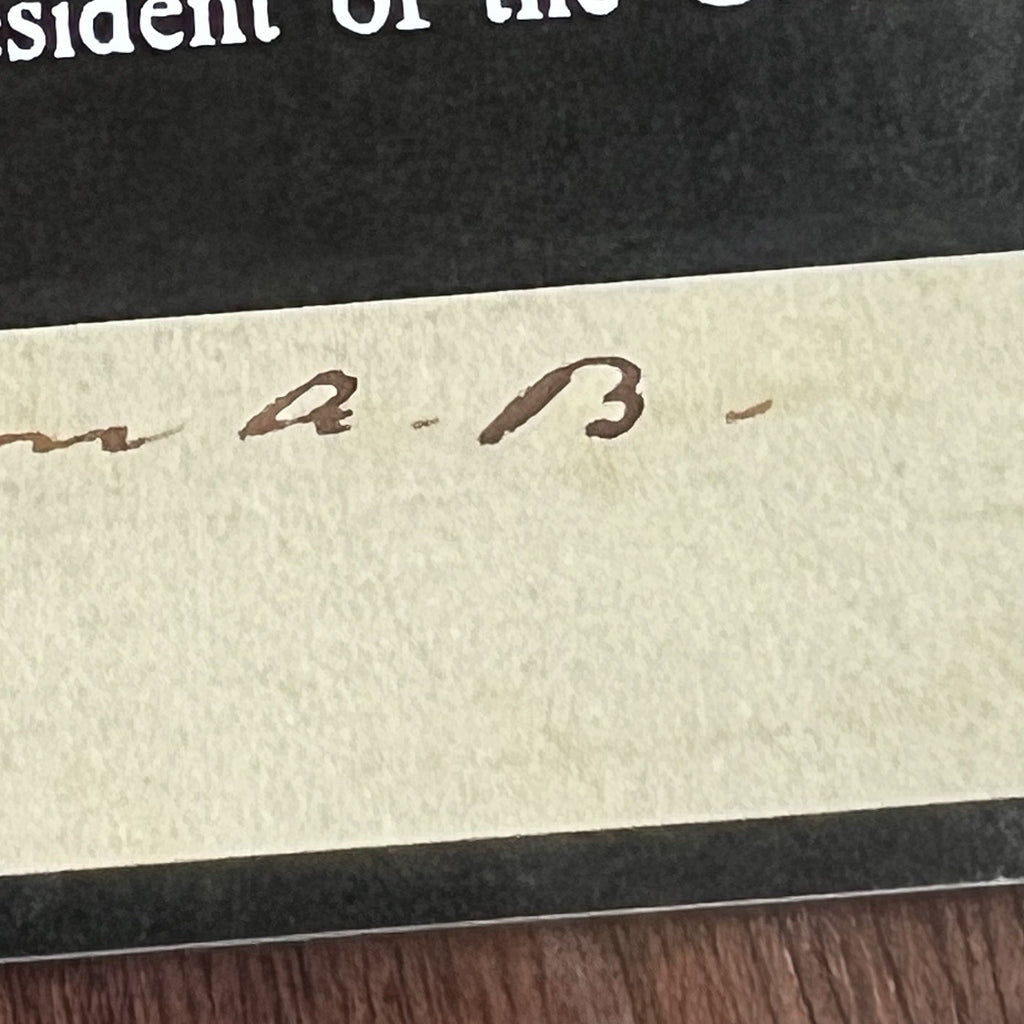 esident of the
m A. B.